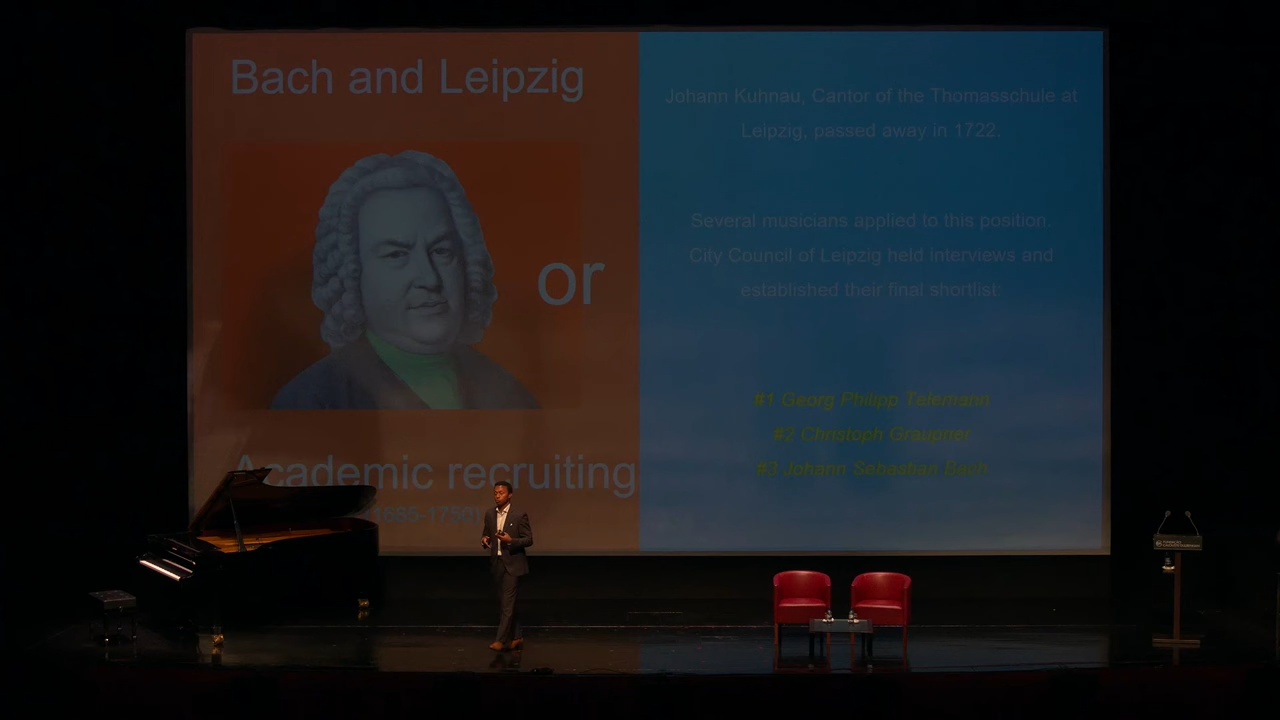 Bach and Leipzig
or
Academic recruiting
(1685-1750)
Johann Kuhnau, Cantor of the Thomasschule at
Leipzig, passed away in 1722.
Several musicians applied to this position.
City Council of Leipzig held interviews and
established their final shortlist:
#1 Georg Philipp Telemann
#2 Christoph Graupner
#3 Johann Sebastian Bach